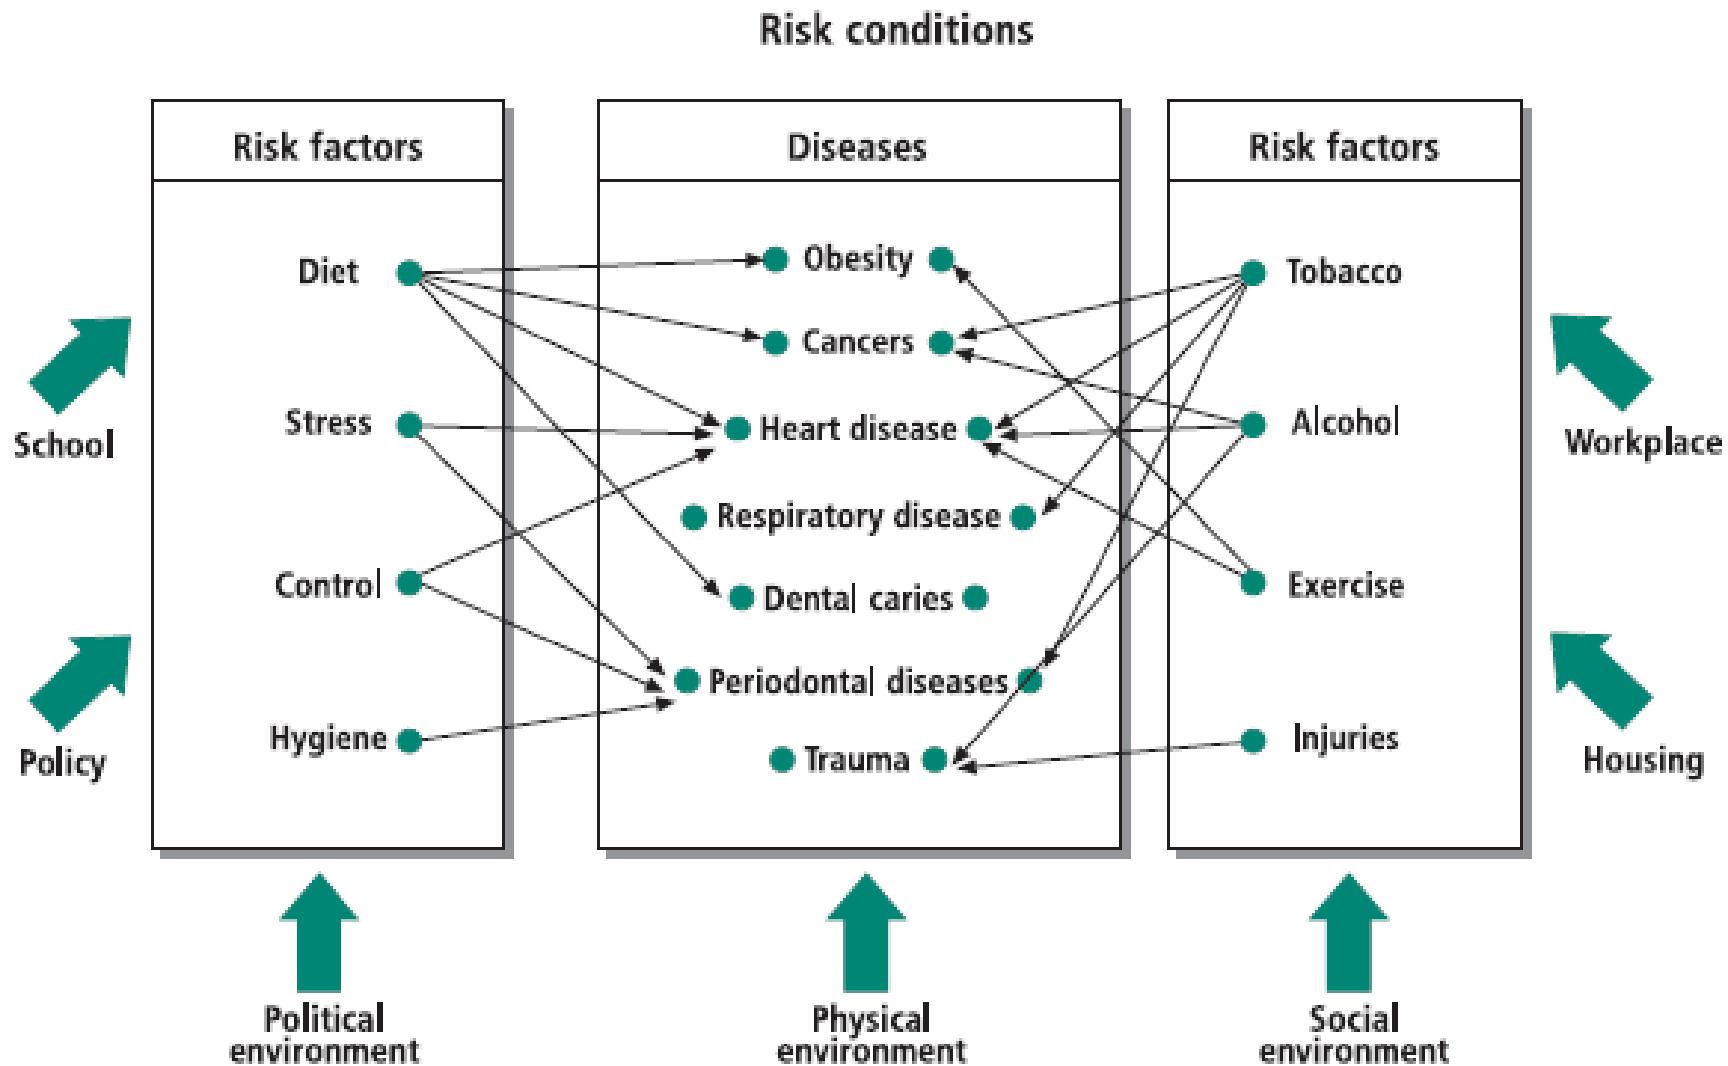 Risk conditions
Risk factors
Diseases
Risk factors
Diet
Stress
Control
Hygiene
Obesity
Cancers
Heart disease
Respiratory disease
Dental caries
Periodontal diseases
Trauma
Tobacco
Alcohol
Exercise
Injuries
School
Policy
Workplace
Housing
Political
environment
Physical
environment
Social
environment